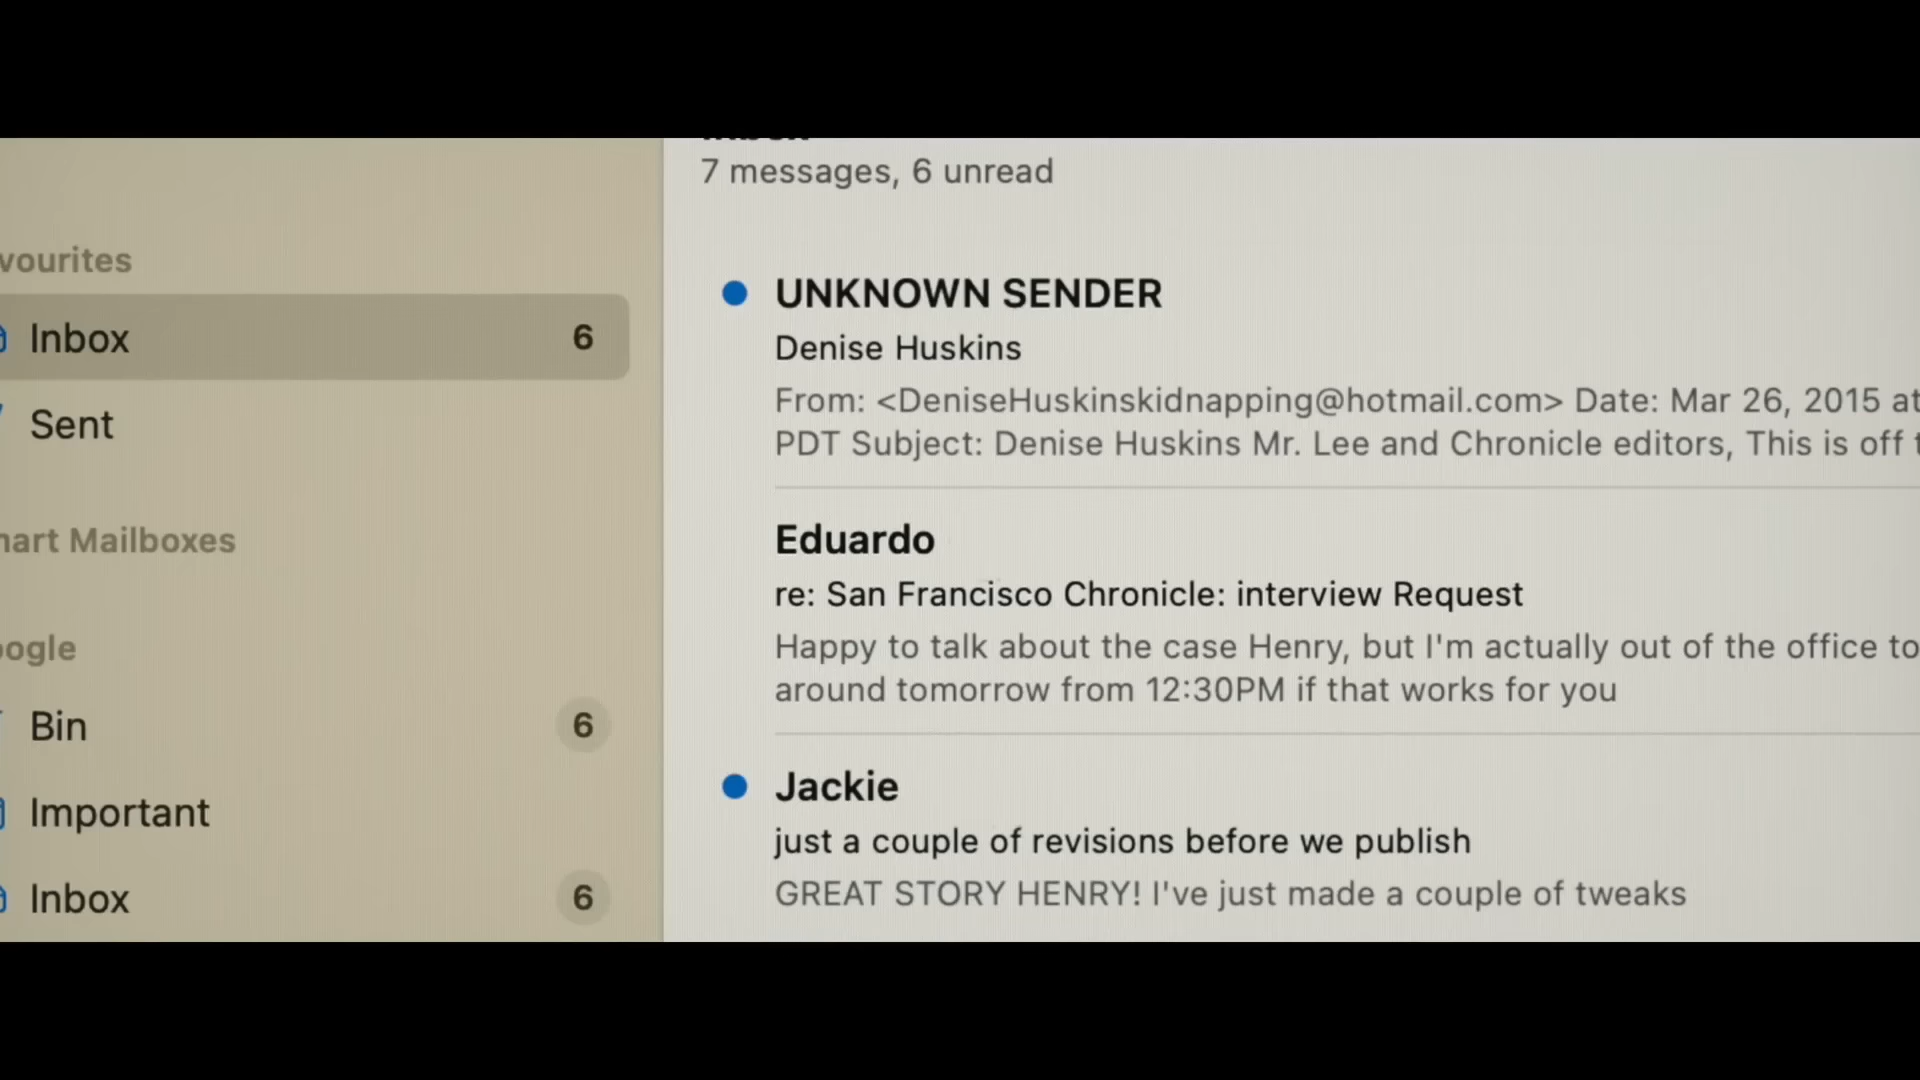 7 messages, 6 unread
vourites
Inbox 6
Sent
art Mailboxes
ogle
Bin 6
Important
Inbox 6
UNKNOWN SENDER
Denise Huskins
From: <DeniseHuskinskidnapping@hotmail.com> Date: Mar 26, 2015 at
PDT Subject: Denise Huskins Mr. Lee and Chronicle editors, This is off t
Eduardo
re: San Francisco Chronicle: interview Request
Happy to talk about the case Henry, but I'm actually out of the office to
around tomorrow from 12:30PM if that works for you
Jackie
just a couple of revisions before we publish
GREAT STORY HENRY! I've just made a couple of tweaks